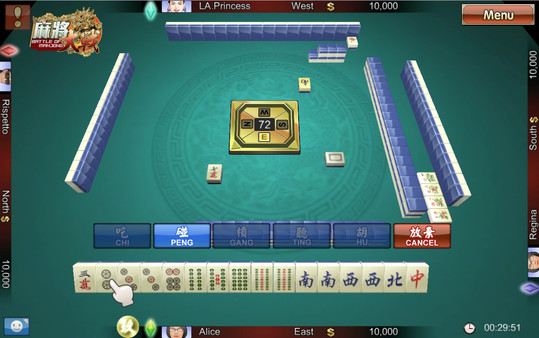 LA.Princess West $ 10,000
Menu
麻將
BATTLE OF
MAHJONG
Rispetto
North $
10,000
10,000
South $
Regina
W
N 72 S
E
吃
CHI
碰
PENG
槓
GANG
聽
TING
胡
HU
放棄
CANCEL
南 南 西 西 北 中
Alice East $ 10,000
00:29:51